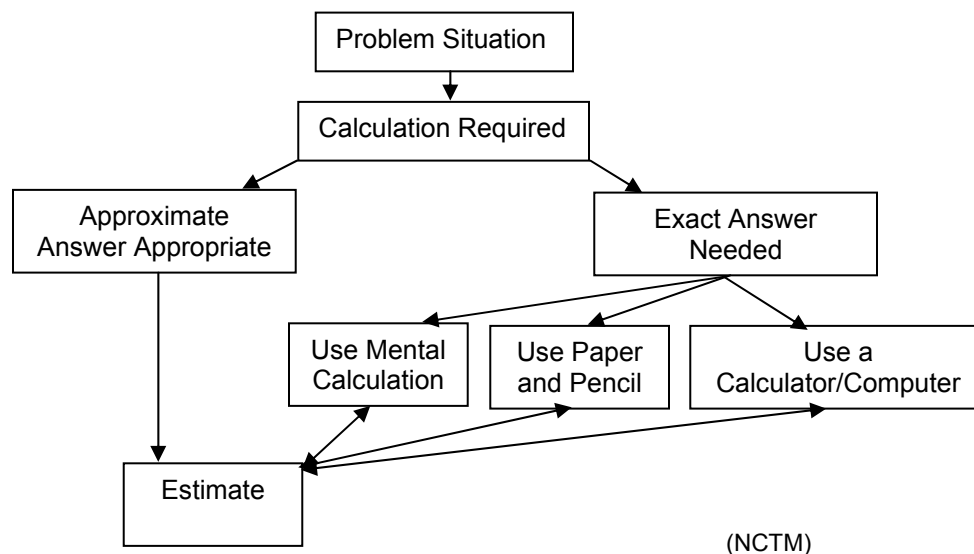 Problem Situation
Calculation Required
Approximate
Answer Appropriate
Exact Answer
Needed
Use Mental
Calculation
Use Paper
and Pencil
Use a
Calculator/Computer
Estimate
(NCTM)